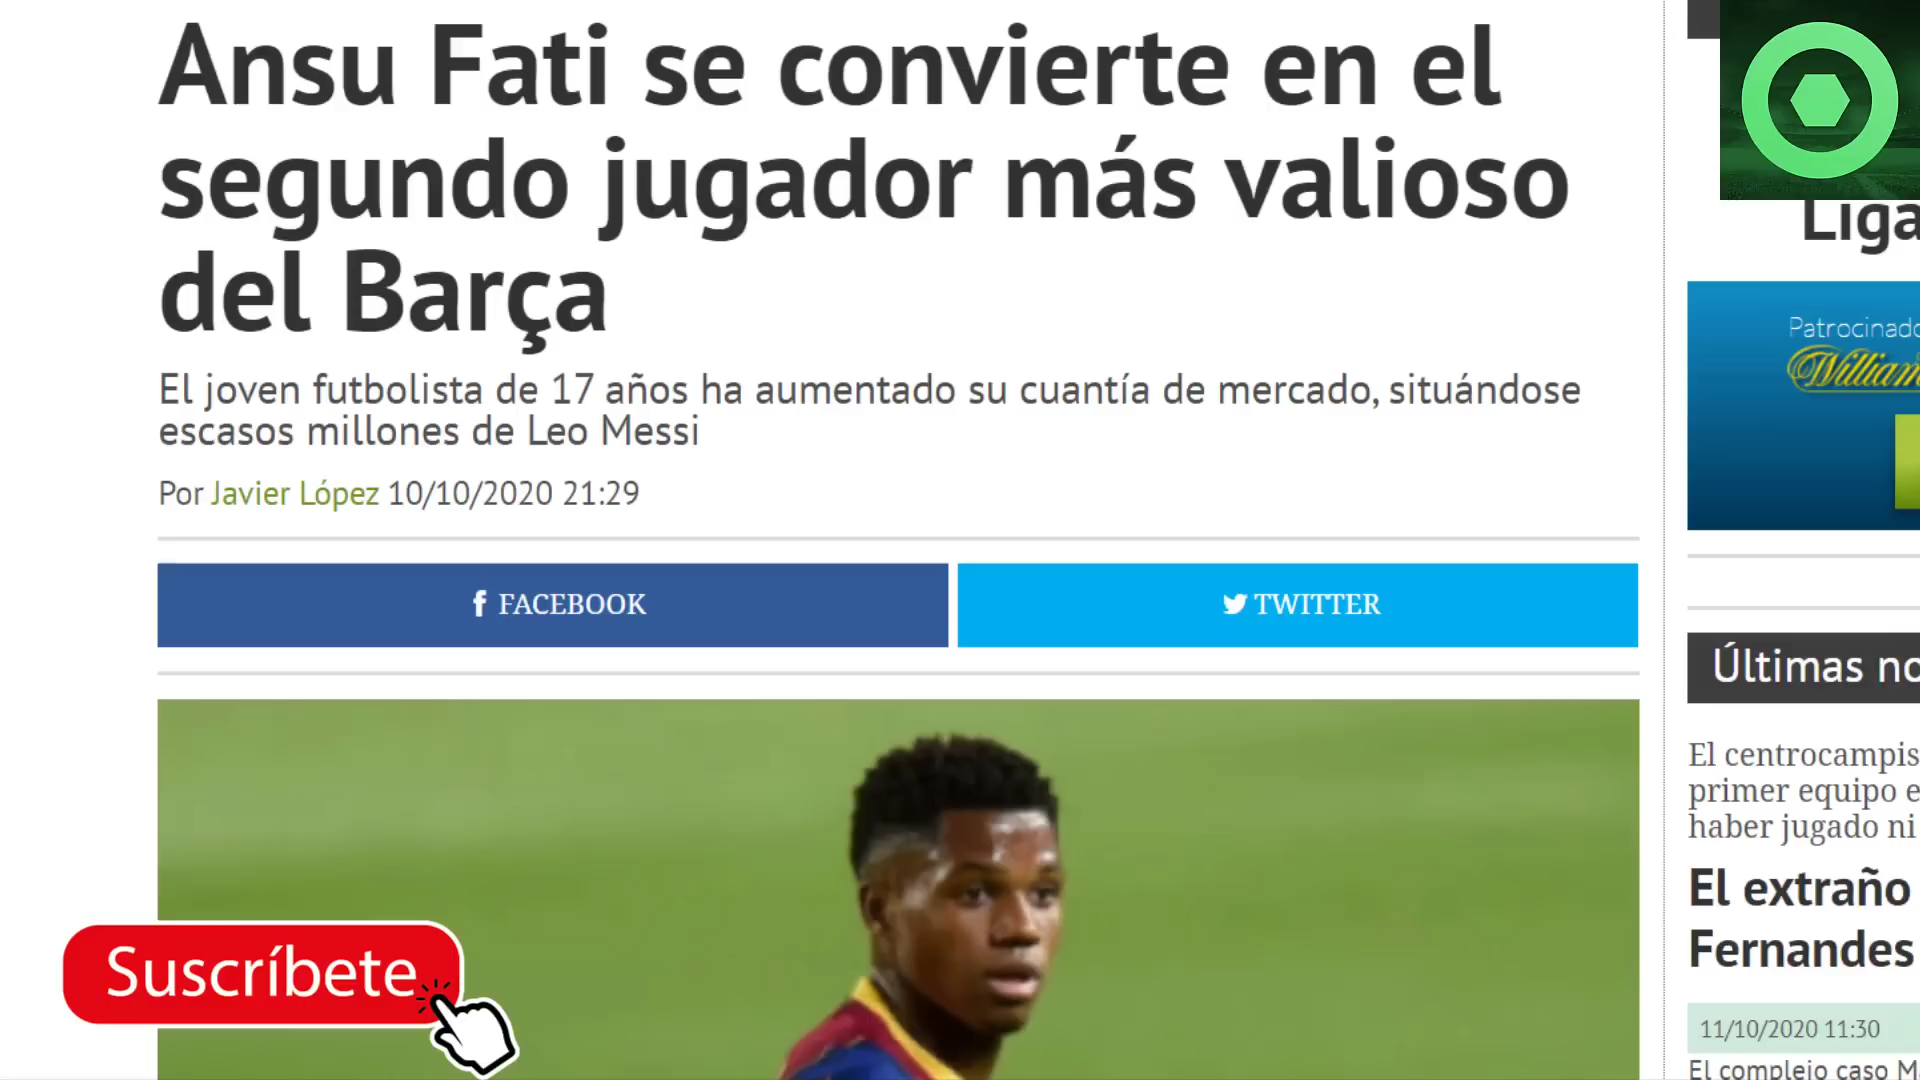 Ansu Fati se convierte en el
segundo jugador más valioso
del Barça
El joven futbolista de 17 años ha aumentado su cuantía de mercado, situándose
escasos millones de Leo Messi
Por Javier López 10/10/2020 21:29
FACEBOOK
TWITTER
Suscríbete
Liga
Patrocinado
William
Últimas no
El centrocampis
primer equipo e
haber jugado ni
El extraño
Fernandes
11/10/2020 11:30
El complejo caso M